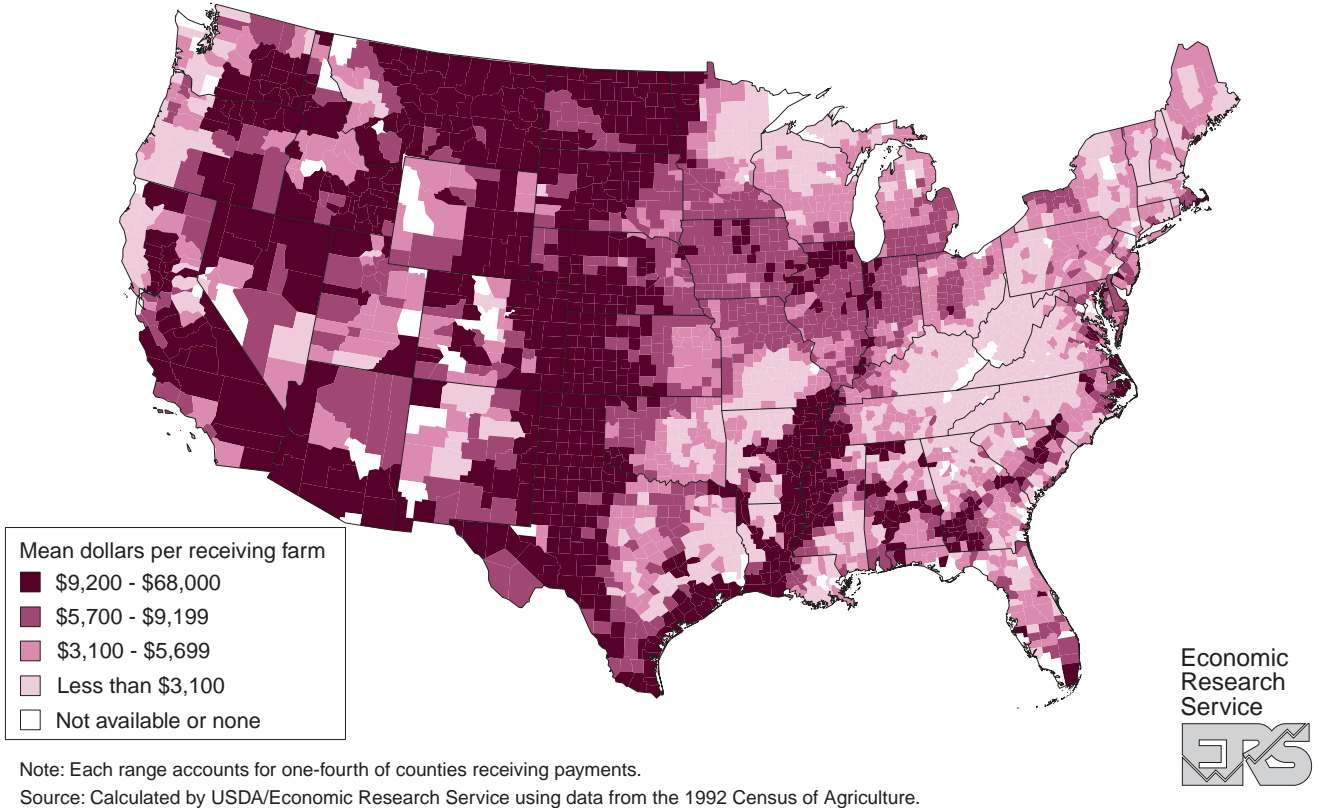 Mean dollars per receiving farm
$9,200 - $68,000
$5,700 - $9,199
$3,100 - $5,699
Less than $3,100
Not available or none
Economic
Research
Service
ERS
Note: Each range accounts for one-fourth of counties receiving payments.
Source: Calculated by USDA/Economic Research Service using data from the 1992 Census of Agriculture.